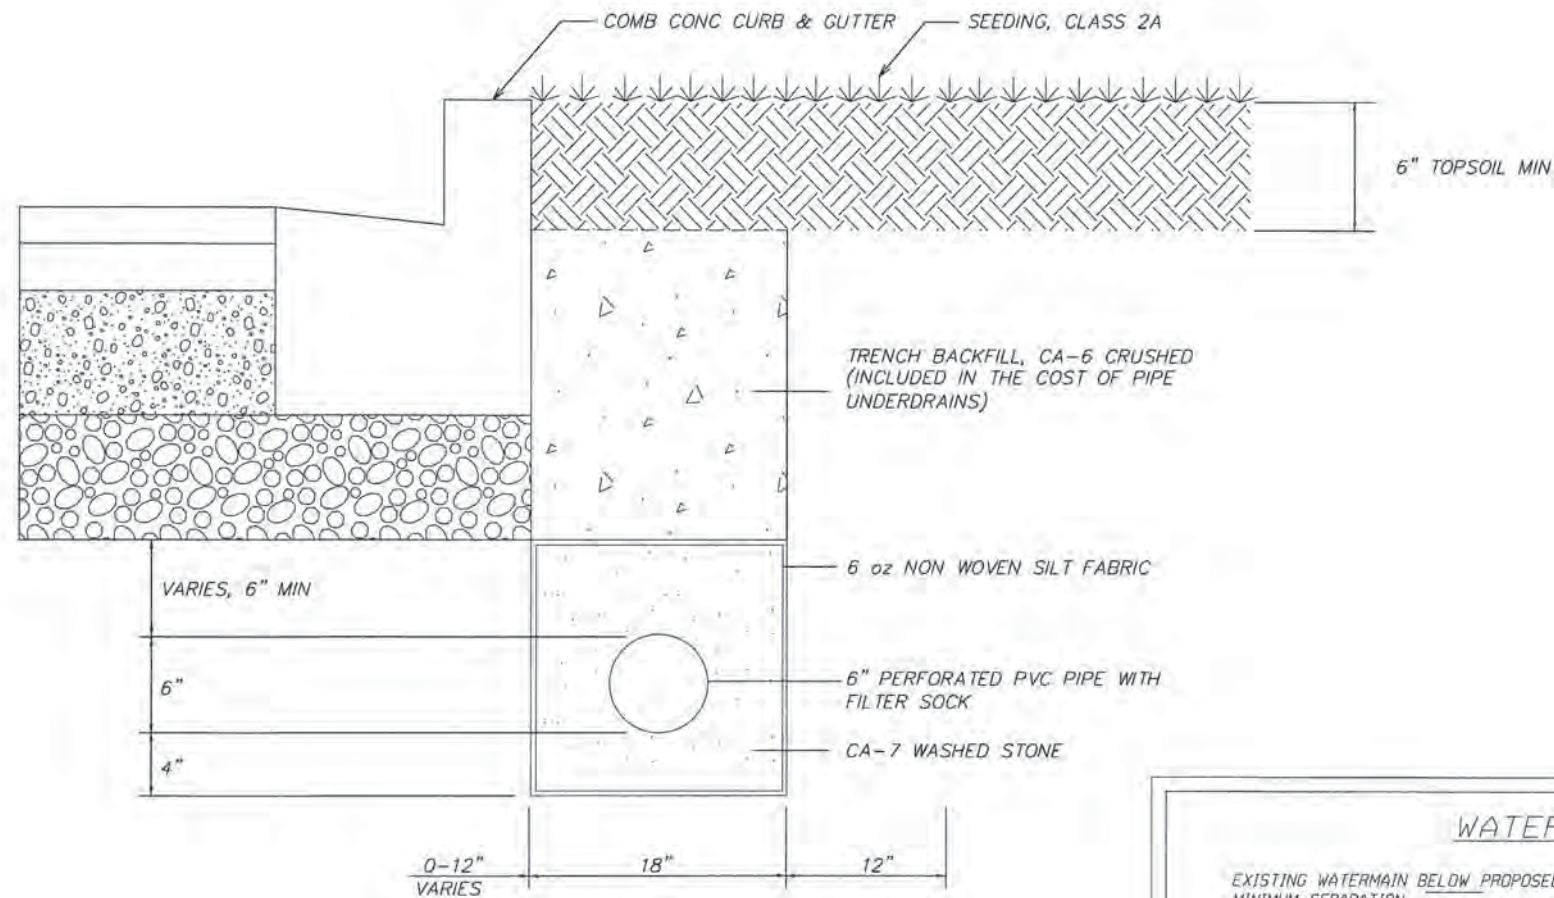 COMB CONC CURB & GUTTER
SEEDING, CLASS 2A
6" TOPSOIL MIN
TRENCH BACKFILL, CA-6 CRUSHED
(INCLUDED IN THE COST OF PIPE
UNDERDRAINS)
6 oz NON WOVEN SILT FABRIC
VARIES, 6" MIN
6"
6" PERFORATED PVC PIPE WITH
FILTER SOCK
4"
CA-7 WASHED STONE
0-12"
VARIES
18"
12"
EXISTING WATERMAIN BELOW